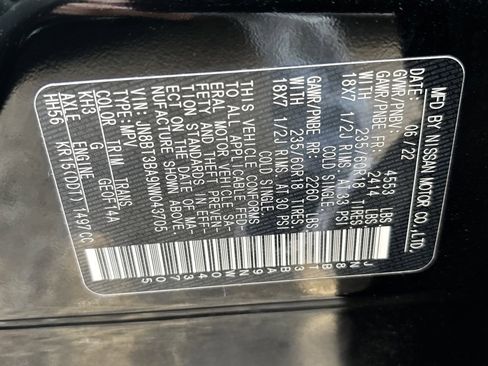 MFD BY NISSAN MOTOR CO.,LTD.
DATE: 06/22
GVWR/PNBV: 4559 LBS
GAWR/PNBE FR: 2414 LBS
WITH 235/60R18 TIRES
18X7 1/2J RIMS, AT 33 PSI
COLD SINGLE
GAWR/PNBE RR: 2260 LBS
WITH 235/60R18 TIRES
18X7 1/2J RIMS, AT 30 PSI
COLD SINGLE
THIS VEHICLE CONFORMS
TO ALL APPLICABLE FED-
ERAL MOTOR VEHICLE SA-
FETY AND THEFT PREVEN-
TION STANDARDS IN EFF-
ECT ON THE DATE OF MA-
NUFACTURE SHOWN ABOVE.
VIN: JN8BT3BA9NW043705
TYPE: MPV
COLOR TRIM TRANS
KH3 G GE0F14A
AXLE ENGINE
HH56 KR15(DDT) 1497CC
JN8BT3BA9NW043705